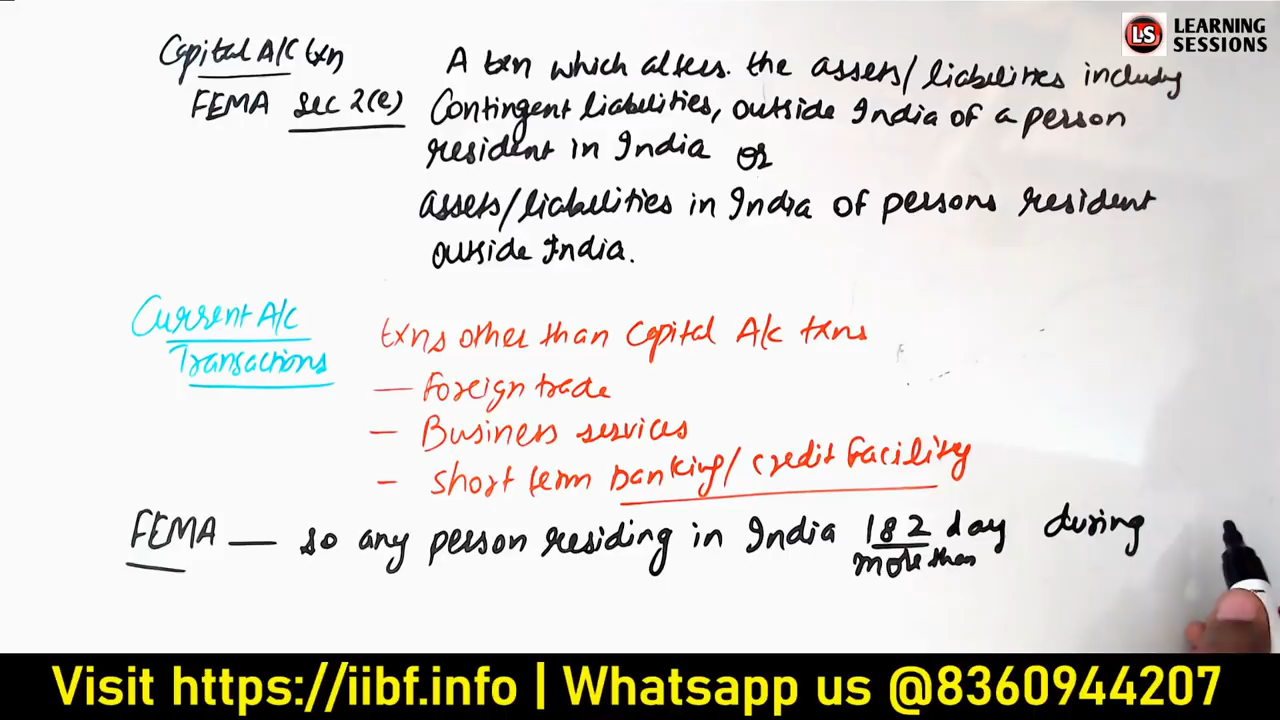 LS LEARNING
SESSIONS
Capital A/C txn
FEMA Sec 2(e)
A txn which alters. the assets/liabilities including
Contingent liabilities, outside India of a person
resident in India or
assets/liabilities in India of persons resident
outside India.
Current A/C
Transactions
txns other than Capital A/c txns
— Foreign trade
— Business services
- short term banking/credit facility
FEMA — so any person residing in India 182 day during
more than
Visit https://iibf.info | Whatsapp us @8360944207